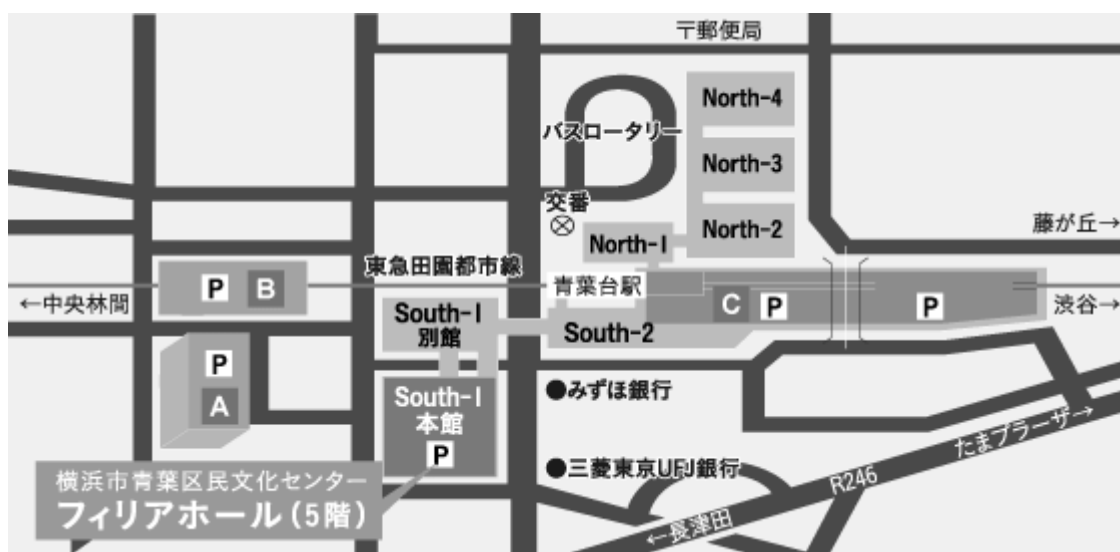 〒郵便局
North-4
バスロータリー
North-3
交番
North-2
North-1
藤が丘→
東急田園都市線
青葉台駅
P B
←中央林間
C P
P
渋谷→
South-1
別館
South-2
P
A
South-1
本館
P
●みずほ銀行
●三菱東京UFJ銀行
たまプラーザ→
R246
←長津田
横浜市青葉区民文化センター
フィリアホール(5階)